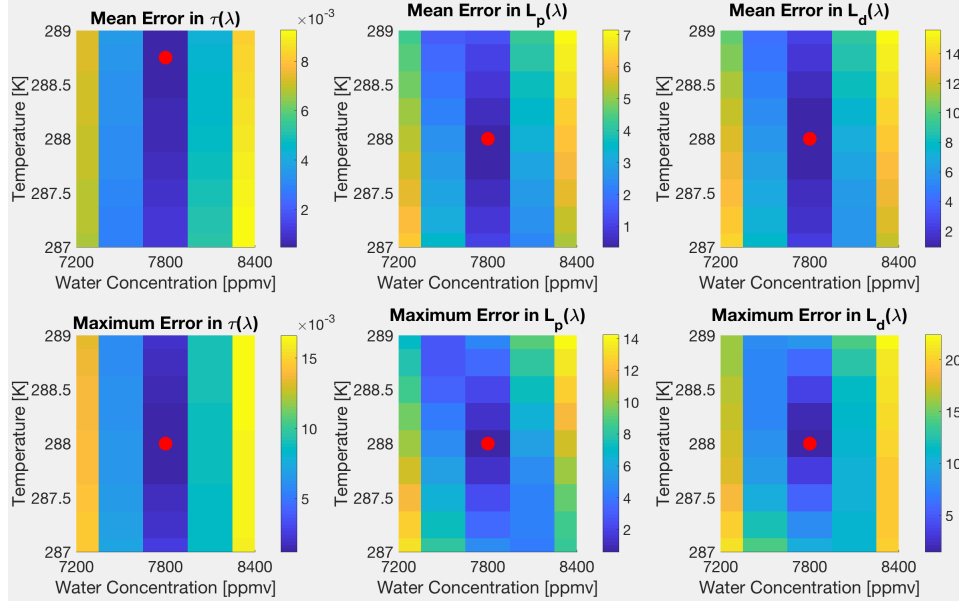 Mean Error in τ(λ)
×10⁻³
289
288.5
288
287.5
287
Temperature [K]
7200 7800 8400
Water Concentration [ppmv]
8
6
4
2
Mean Error in Lₚ(λ)
289
288.5
288
287.5
287
Temperature [K]
7200 7800 8400
Water Concentration [ppmv]
7
6
5
4
3
2
1
Mean Error in L_d(λ)
289
288.5
288
287.5
287
Temperature [K]
7200 7800 8400
Water Concentration [ppmv]
14
12
10
8
6
4
2
Maximum Error in τ(λ)
×10⁻³
289
288.5
288
287.5
287
Temperature [K]
7200 7800 8400
Water Concentration [ppmv]
15
10
5
Maximum Error in Lₚ(λ)
289
288.5
288
287.5
287
Temperature [K]
7200 7800 8400
Water Concentration [ppmv]
14
12
10
8
6
4
2
Maximum Error in L_d(λ)
289
288.5
288
287.5
287
Temperature [K]
7200 7800 8400
Water Concentration [ppmv]
20
15
10
5